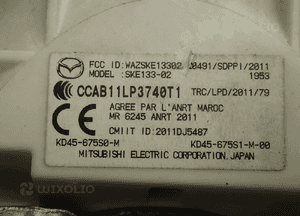 FCC ID:WAZSKE13302 J0491/SDPPI/2011
MODEL :SKE133-02 1953
CCAB11LP3740T1 TRC/LPD/2011/79
AGREE PAR L'ANRT MAROC
MR 6245 ANRT 2011
CMIIT ID:2011DJ5487
KD45-675S0-M KD45-675S1-M-00
MITSUBISHI ELECTRIC CORPORATION,JAPAN
WIXOLIO